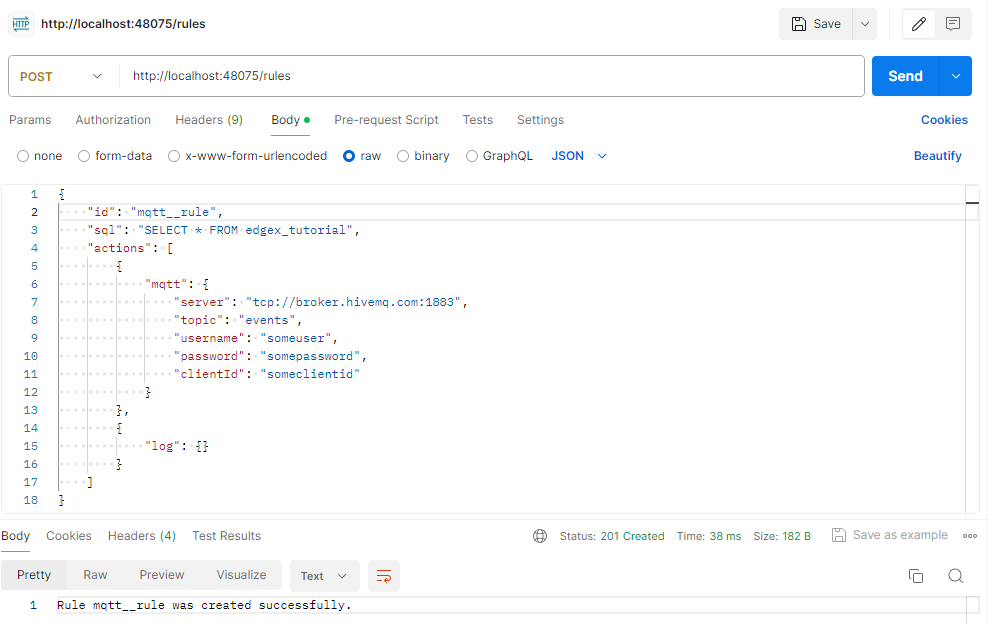 HTTP http://localhost:48075/rules Save
POST http://localhost:48075/rules Send
Params Authorization Headers (9) Body Pre-request Script Tests Settings Cookies
none form-data x-www-form-urlencoded raw binary GraphQL JSON Beautify
1 {
2 "id": "mqtt__rule",
3 "sql": "SELECT * FROM edgex_tutorial",
4 "actions": [
5 {
6 "mqtt": {
7 "server": "tcp://broker.hivemq.com:1883",
8 "topic": "events",
9 "username": "someuser",
10 "password": "somepassword",
11 "clientId": "someclientid"
12 }
13 },
14 {
15 "log": {}
16 }
17 ]
18 }
Body Cookies Headers (4) Test Results Status: 201 Created Time: 38 ms Size: 182 B Save as example
Pretty Raw Preview Visualize Text
1 Rule mqtt__rule was created successfully.